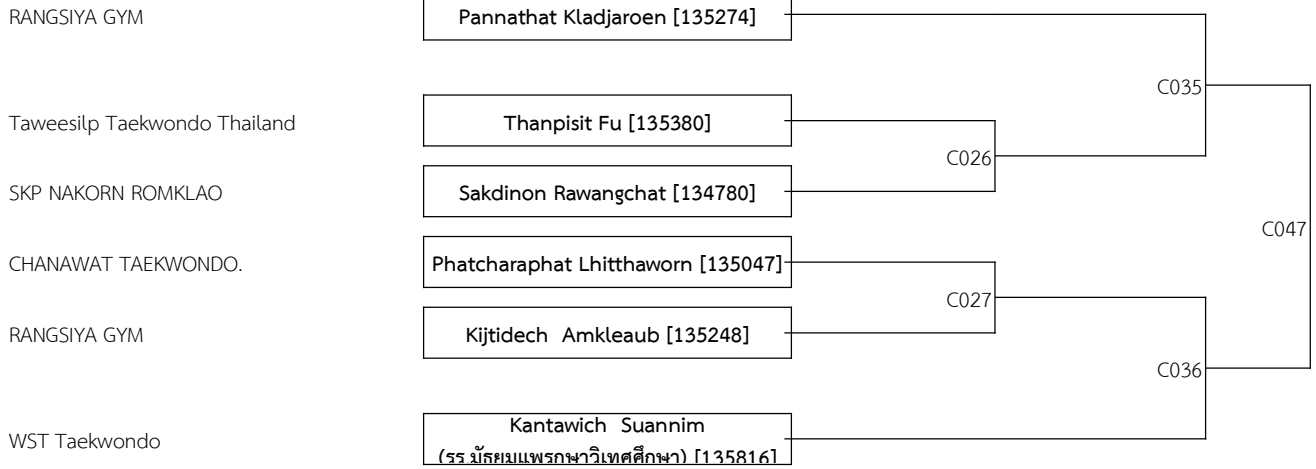 RANGSIYA GYM
Pannathat Kladjaroen [135274]
C035
Taweesilp Taekwondo Thailand
Thanpisit Fu [135380]
C026
SKP NAKORN ROMKLAO
Sakdinon Rawangchat [134780]
C047
CHANAWAT TAEKWONDO.
Phatcharaphat Lhitthaworn [135047]
C027
RANGSIYA GYM
Kijtidech Amkleaub [135248]
C036
WST Taekwondo
Kantawich Suannim
(รร.มัธยมแพรกษาวิเทศศึกษา) [135816]